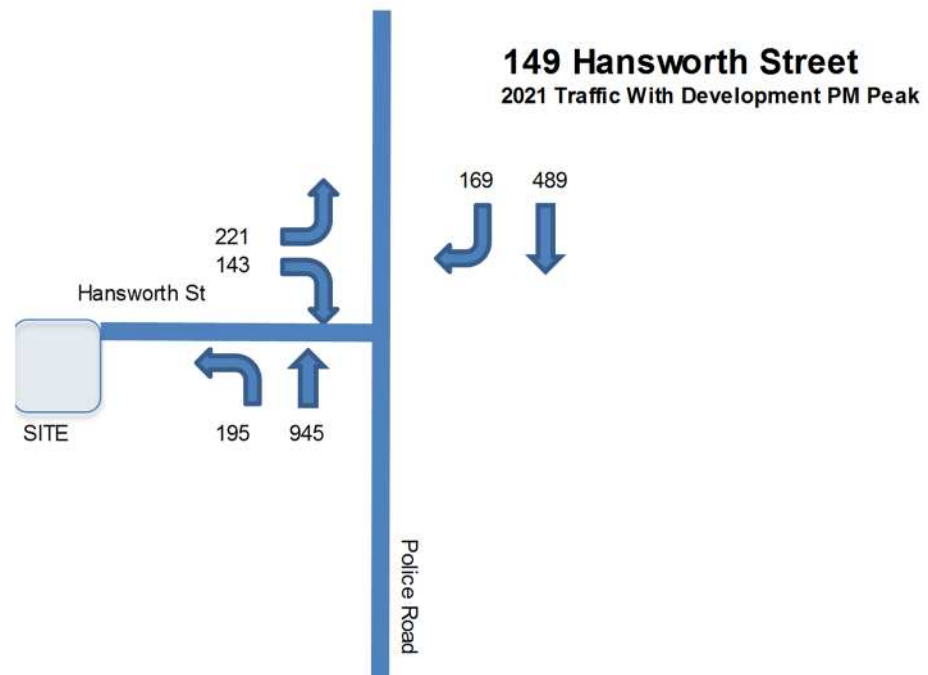 149 Hansworth Street
2021 Traffic With Development PM Peak
169 489
221
143
Hansworth St
SITE
195 945
Police Road